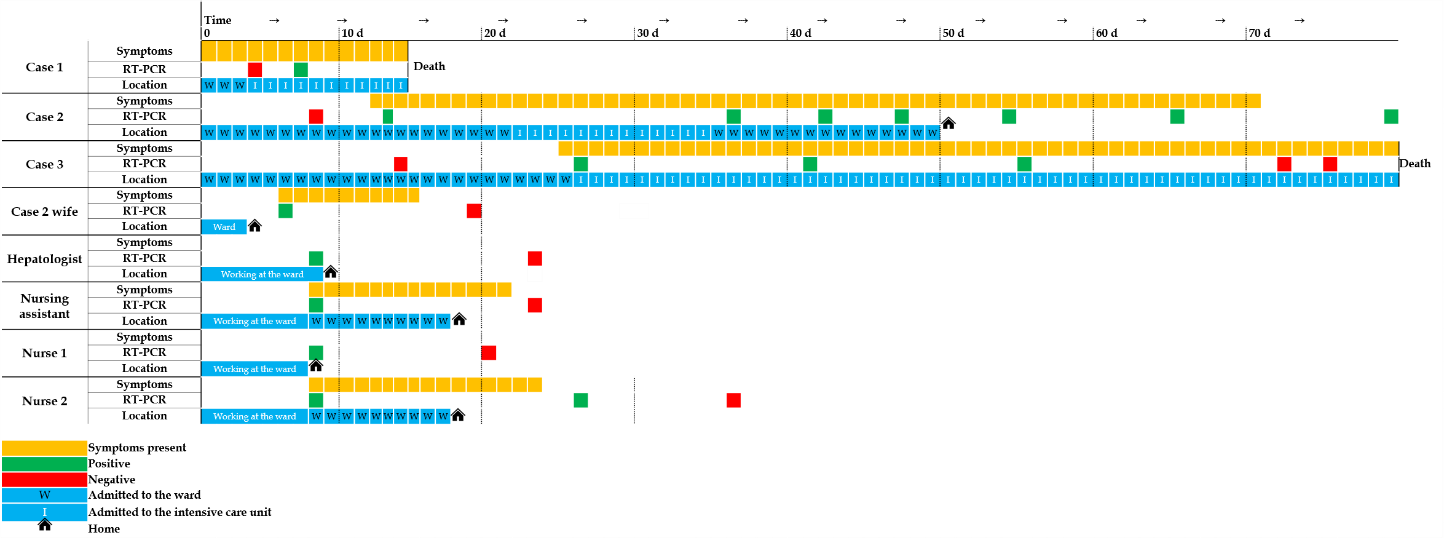 Time → → → → → → → → → → → → → →
0 10 d 20 d 30 d 40 d 50 d 60 d 70 d
Case 1
Symptoms
RT-PCR
Death
Location W W W I I I I I I I I I I I
Case 2
Symptoms
RT-PCR
Location W W W W W W W W W W W W W W W W W W W W W I I I I I I I I I I I I I W W W W W W W W W W W W W W W
Case 3
Symptoms
RT-PCR
Death
Location W W W W W W W W W W W W W W W W W W W W W W W W W I I I I I I I I I I I I I I I I I I I I I I I I I I I I I I I I I I I I I I I I I I I I I I I I I I I I I I
Case 2 wife
Symptoms
RT-PCR
Location Ward
Hepatologist
Symptoms
RT-PCR
Location Working at the ward
Nursing
assistant
Symptoms
RT-PCR
Location Working at the ward W W W W W W W W W W
Nurse 1
Symptoms
RT-PCR
Location Working at the ward
Nurse 2
Symptoms
RT-PCR
Location Working at the ward W W W W W W W W W W
Symptoms present
Positive
Negative
W Admitted to the ward
I Admitted to the intensive care unit
Home